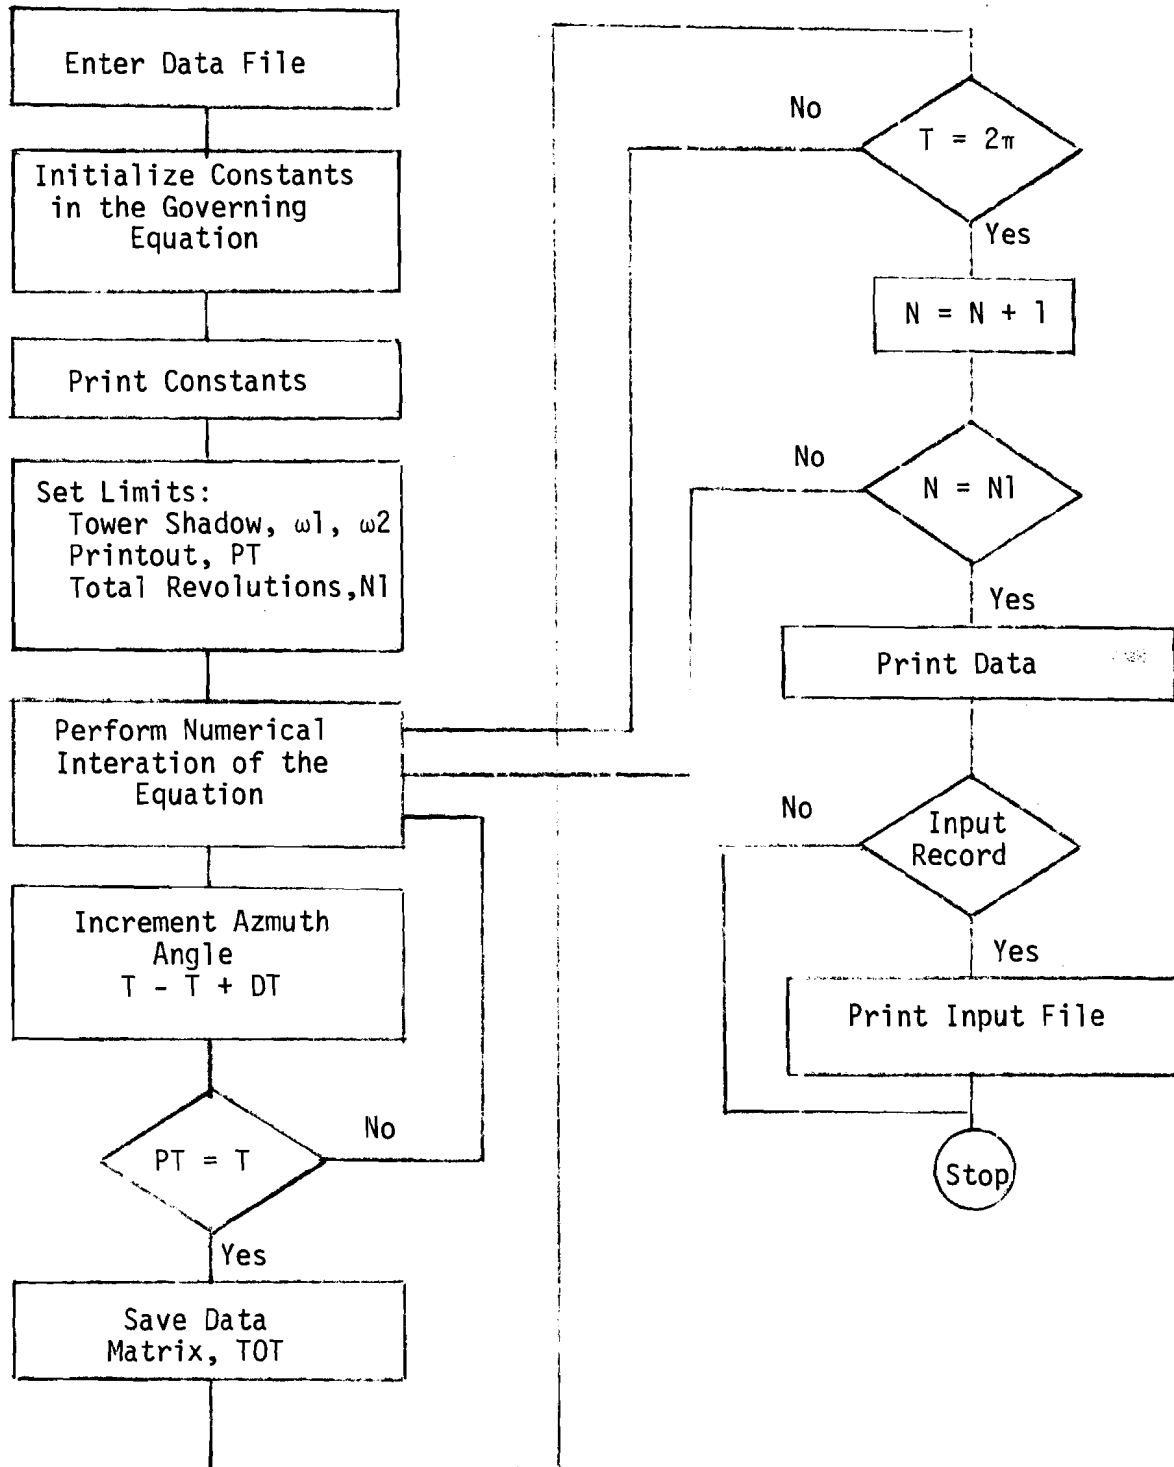 Enter Data File
Initialize Constants
in the Governing
Equation
Print Constants
Set Limits:
Tower Shadow, ω1, ω2
Printout, PT
Total Revolutions,N1
Perform Numerical
Interation of the
Equation
Increment Azmuth
Angle
T - T + DT
PT = T
No
Yes
Save Data
Matrix, TOT
No
T = 2π
Yes
N = N + 1
No
N = N1
Yes
Print Data
No
Input
Record
Yes
Print Input File
Stop